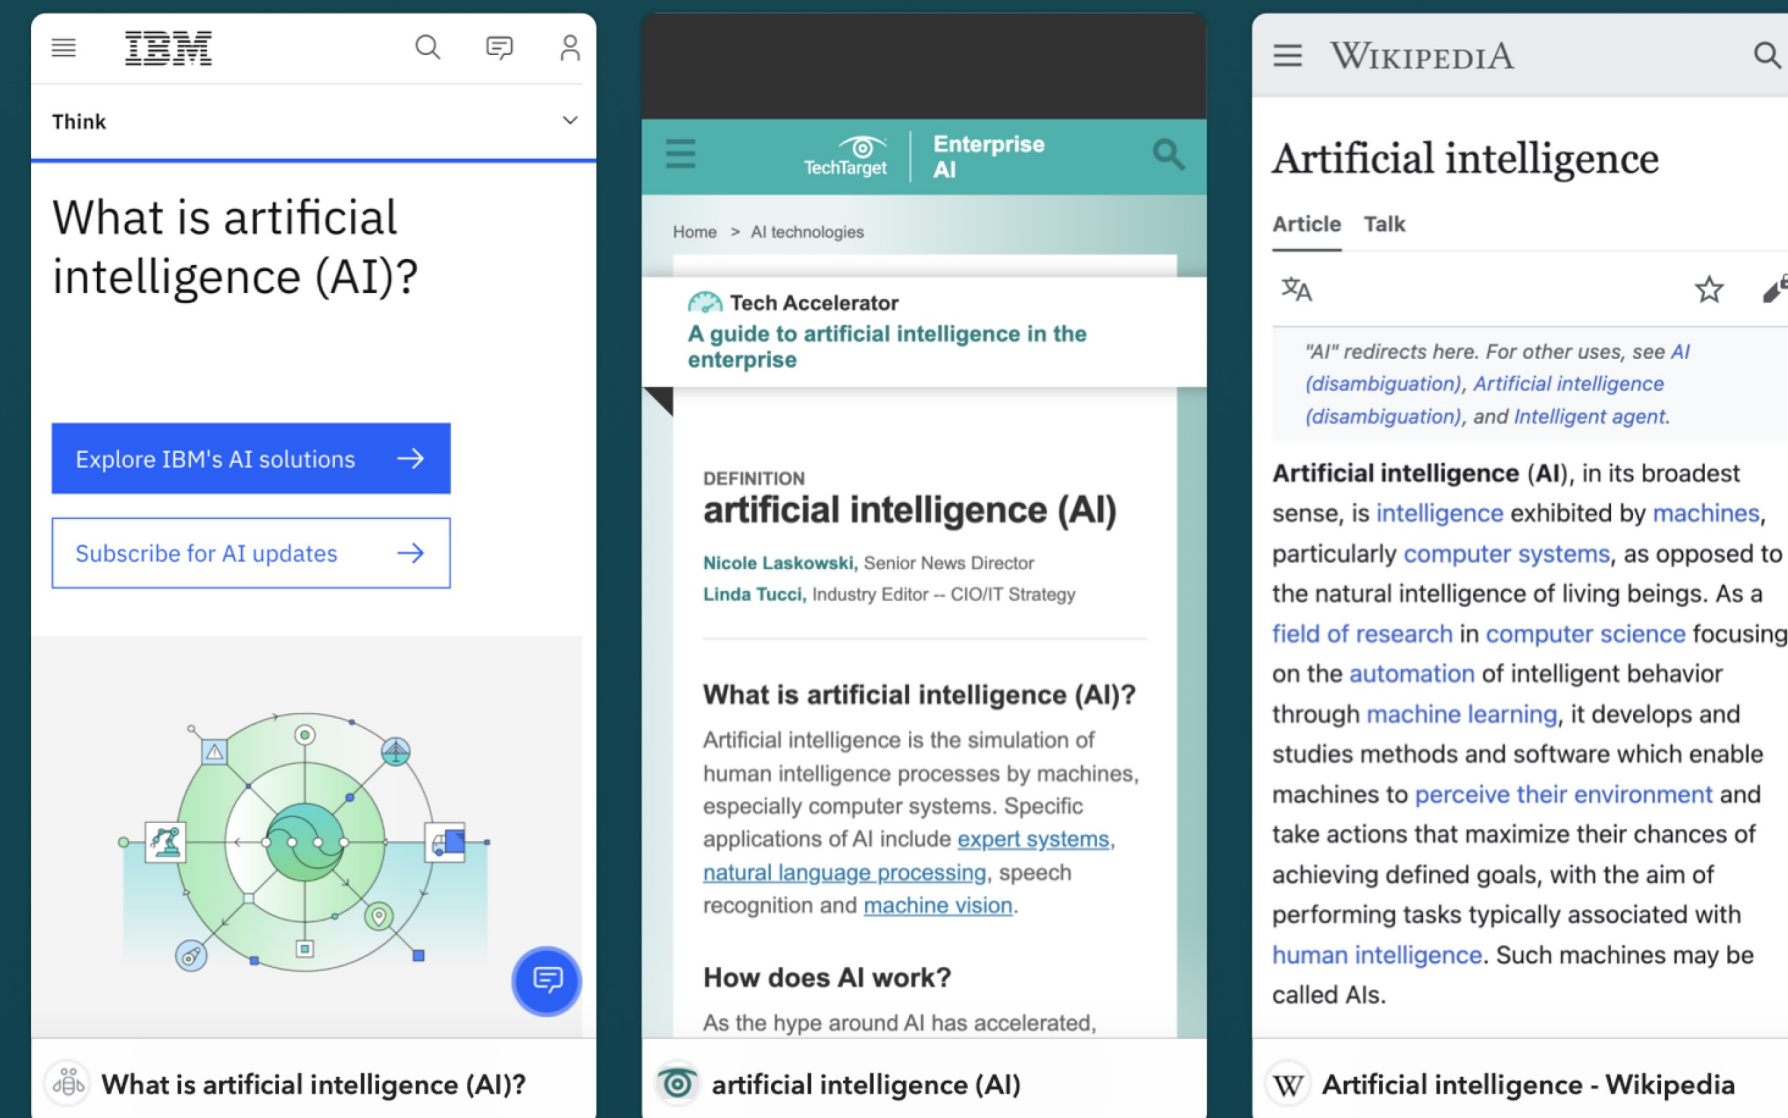 IBM
Think
What is artificial
intelligence (AI)?
Explore IBM's AI solutions
Subscribe for AI updates
What is artificial intelligence (AI)?
TechTarget
Enterprise
AI
Home > AI technologies
Tech Accelerator
A guide to artificial intelligence in the
enterprise
DEFINITION
artificial intelligence (AI)
Nicole Laskowski, Senior News Director
Linda Tucci, Industry Editor -- CIO/IT Strategy
What is artificial intelligence (AI)?
Artificial intelligence is the simulation of
human intelligence processes by machines,
especially computer systems. Specific
applications of AI include expert systems,
natural language processing, speech
recognition and machine vision.
How does AI work?
As the hype around AI has accelerated,
artificial intelligence (AI)
WIKIPEDIA
Artificial intelligence
Article Talk
文A
"AI" redirects here. For other uses, see AI
(disambiguation), Artificial intelligence
(disambiguation), and Intelligent agent.
Artificial intelligence (AI), in its broadest
sense, is intelligence exhibited by machines,
particularly computer systems, as opposed to
the natural intelligence of living beings. As a
field of research in computer science focusing
on the automation of intelligent behavior
through machine learning, it develops and
studies methods and software which enable
machines to perceive their environment and
take actions that maximize their chances of
achieving defined goals, with the aim of
performing tasks typically associated with
human intelligence. Such machines may be
called AIs.
W Artificial intelligence - Wikipedia